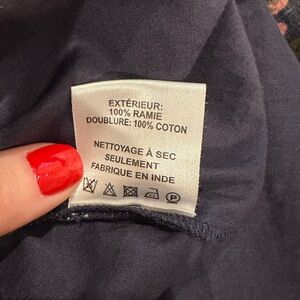 EXTÉRIEUR:
100% RAMIE
DOUBLURE: 100% COTON
NETTOYAGE À SEC
SEULEMENT
FABRIQUE EN INDE
P